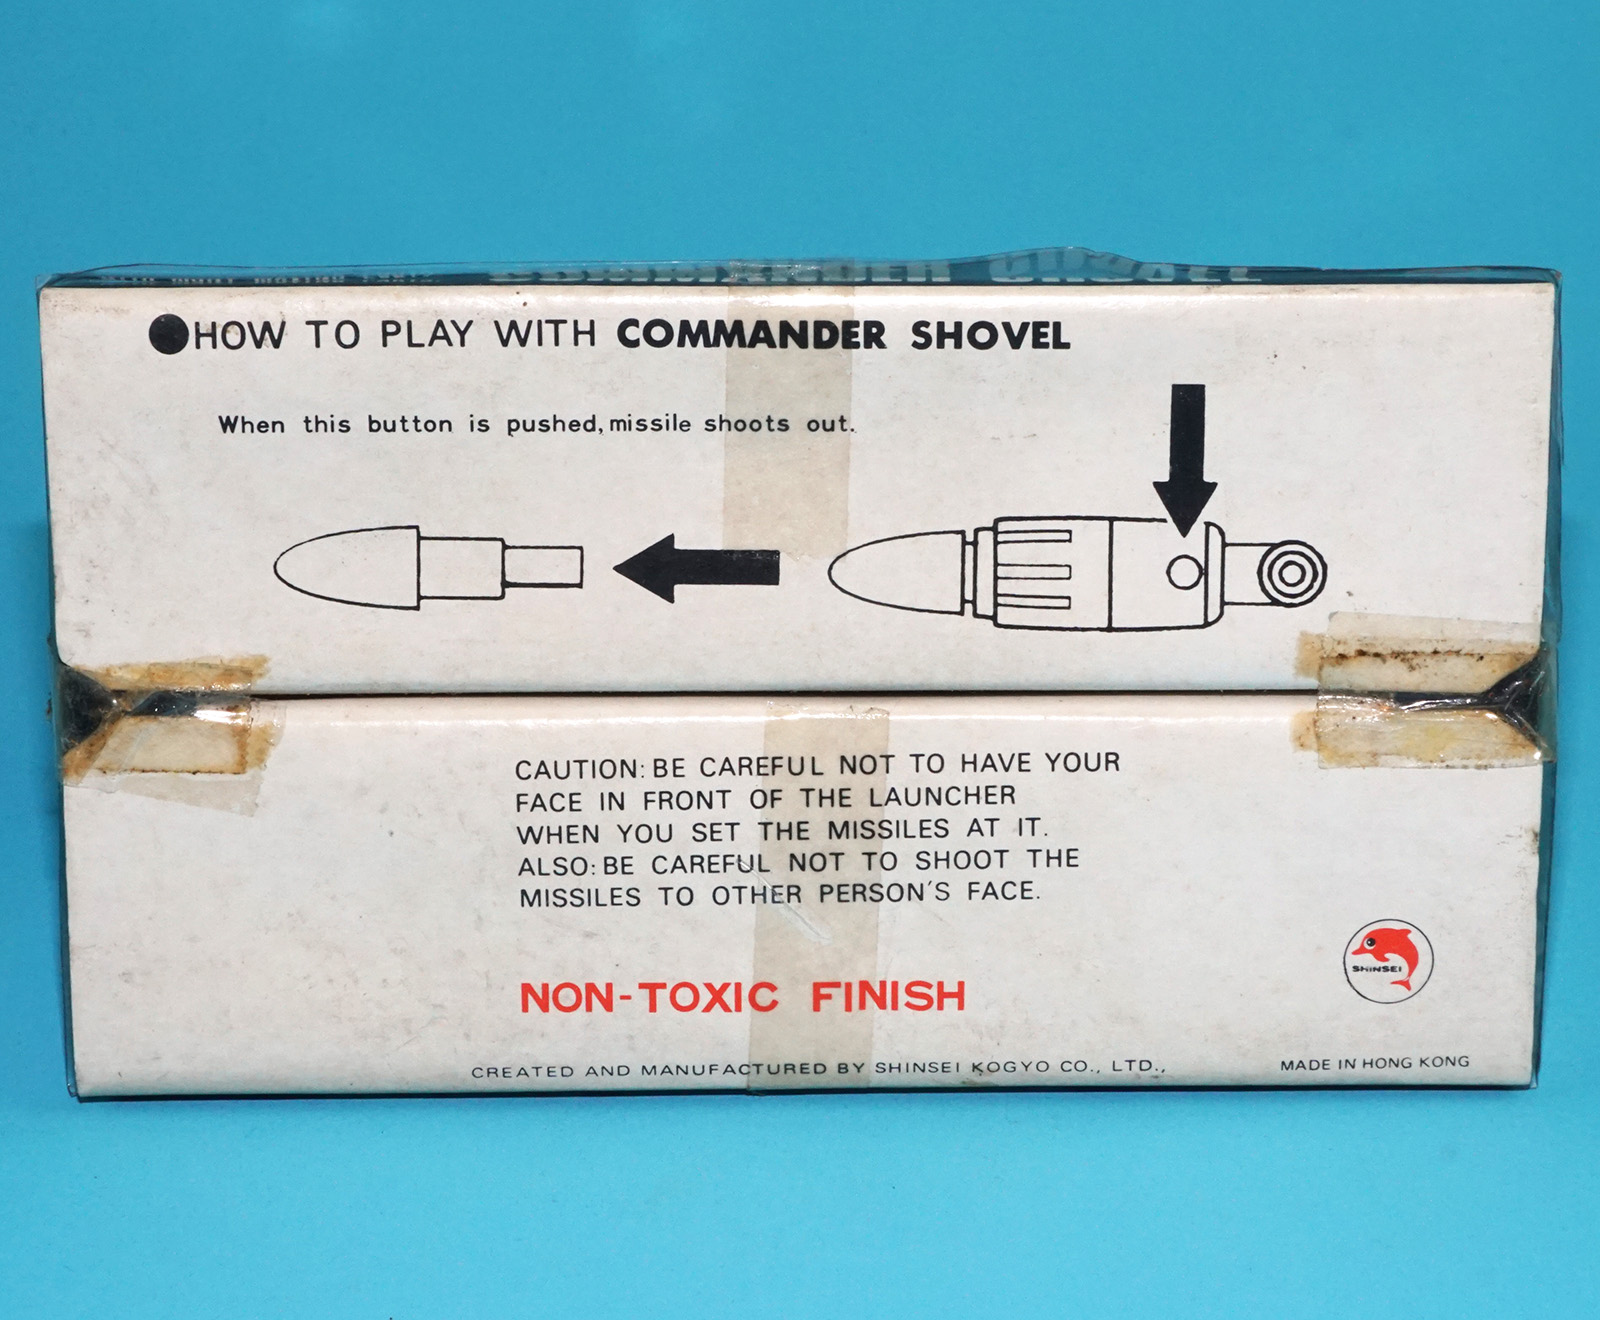 HOW TO PLAY WITH COMMANDER SHOVEL
When this button is pushed, missile shoots out.
CAUTION: BE CAREFUL NOT TO HAVE YOUR
FACE IN FRONT OF THE LAUNCHER
WHEN YOU SET THE MISSILES AT IT.
ALSO: BE CAREFUL NOT TO SHOOT THE
MISSILES TO OTHER PERSON'S FACE.
SHINSEI
NON-TOXIC FINISH
CREATED AND MANUFACTURED BY SHINSEI KOGYO CO., LTD.,
MADE IN HONG KONG